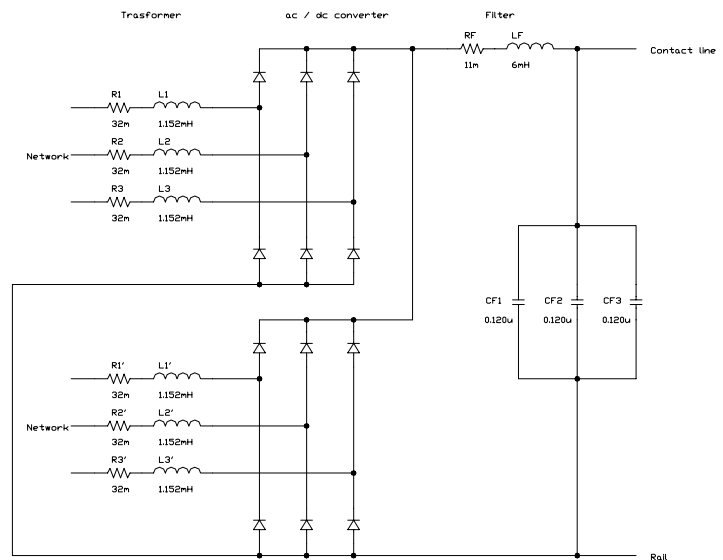 Trasformer
ac / dc converter
Filter
RF
LF
Contact line
11m
6mH
R1
L1
32m
1.152mH
R2
L2
Network
32m
1.152mH
R3
L3
32m
1.152mH
CF1
CF2
CF3
0.120u
0.120u
0.120u
R1'
L1'
32m
1.152mH
R2'
L2'
Network
32m
1.152mH
R3'
L3'
32m
1.152mH
Rail